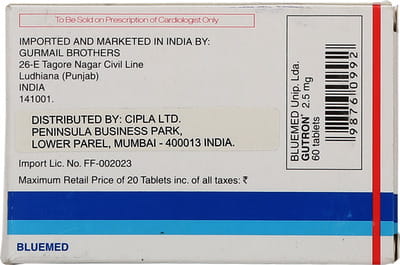 To Be Sold on Prescription of Cardiologist Only
IMPORTED AND MARKETED IN INDIA BY:
GURMAIL BROTHERS
26-E Tagore Nagar Civil Line
Ludhiana (Punjab)
INDIA
141001.
DISTRIBUTED BY: CIPLA LTD.
PENINSULA BUSINESS PARK,
LOWER PAREL, MUMBAI - 400013 INDIA.
Import Lic. No. FF-002023
Maximum Retail Price of 20 Tablets inc. of all taxes: ₹
BLUEMED
BLUEMED Unip. Lda.
GUTRON® 2.5 mg
60 tablets
9876 0992